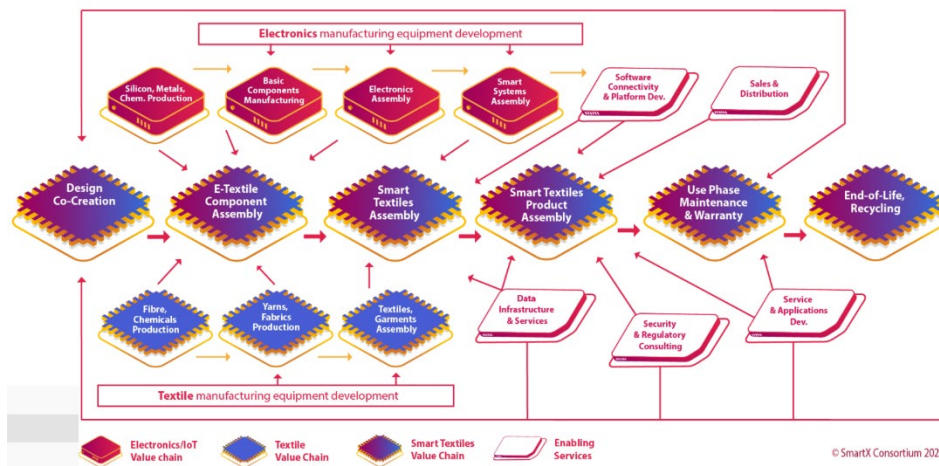 Electronics manufacturing equipment development
Silicon, Metals,
Chem. Production
Basic
Components
Manufacturing
Electronics
Assembly
Smart
Systems
Assembly
Software
Connectivity
& Platform Dev.
Sales &
Distribution
Design
Co-Creation
E-Textile
Component
Assembly
Smart
Textiles
Assembly
Smart Textiles
Product
Assembly
Use Phase
Maintenance
& Warranty
End-of-Life,
Recycling
Fibre,
Chemicals
Production
Yarns,
Fabrics
Production
Textiles,
Garments
Assembly
Data
Infrastructure
& Services
Security
& Regulatory
Consulting
Service
& Applications
Dev.
Textile manufacturing equipment development
Electronics/IoT
Value chain
Textile
Value Chain
Smart Textiles
Value Chain
Enabling
Services
© SmartX Consortium